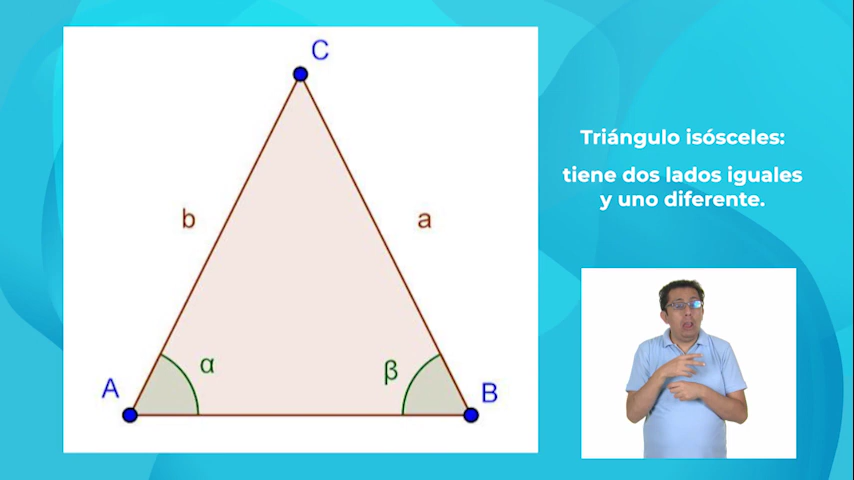 C
b
a
α
β
A
B
Triángulo isósceles:
tiene dos lados iguales
y uno diferente.